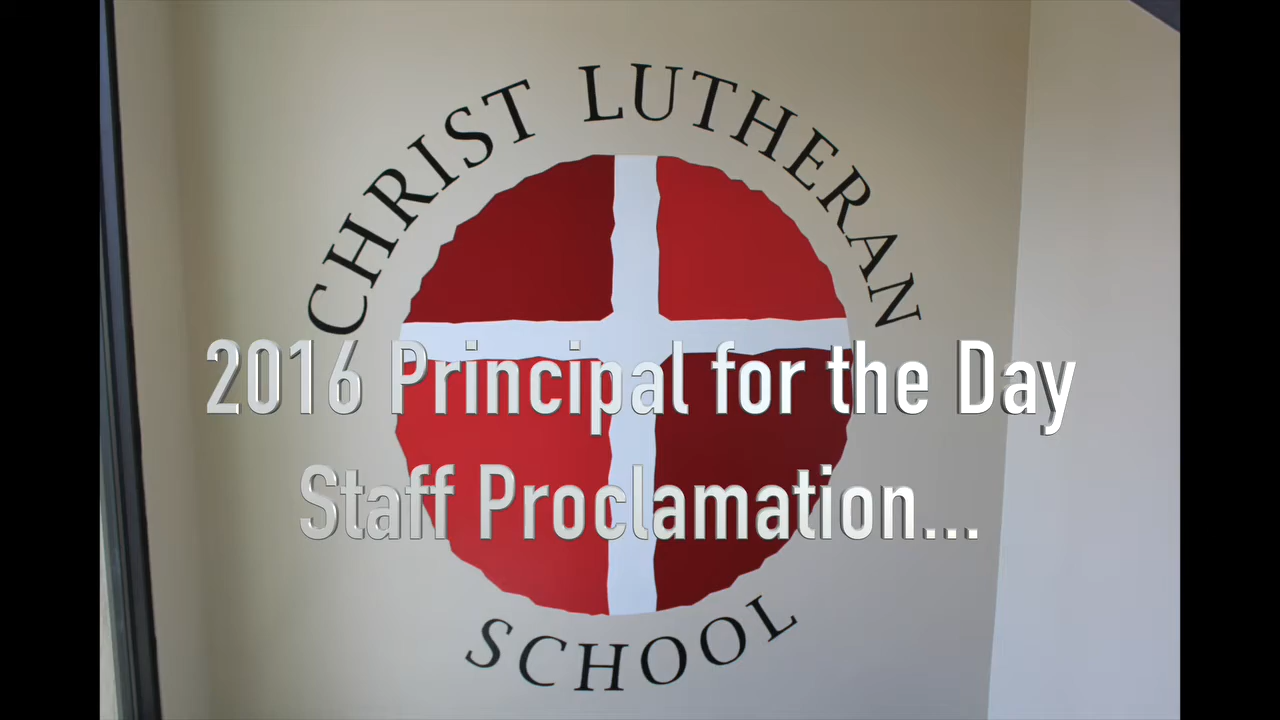 CHRIST LUTHERAN
2016 Principal for the Day
Staff Proclamation...
SCHOOL